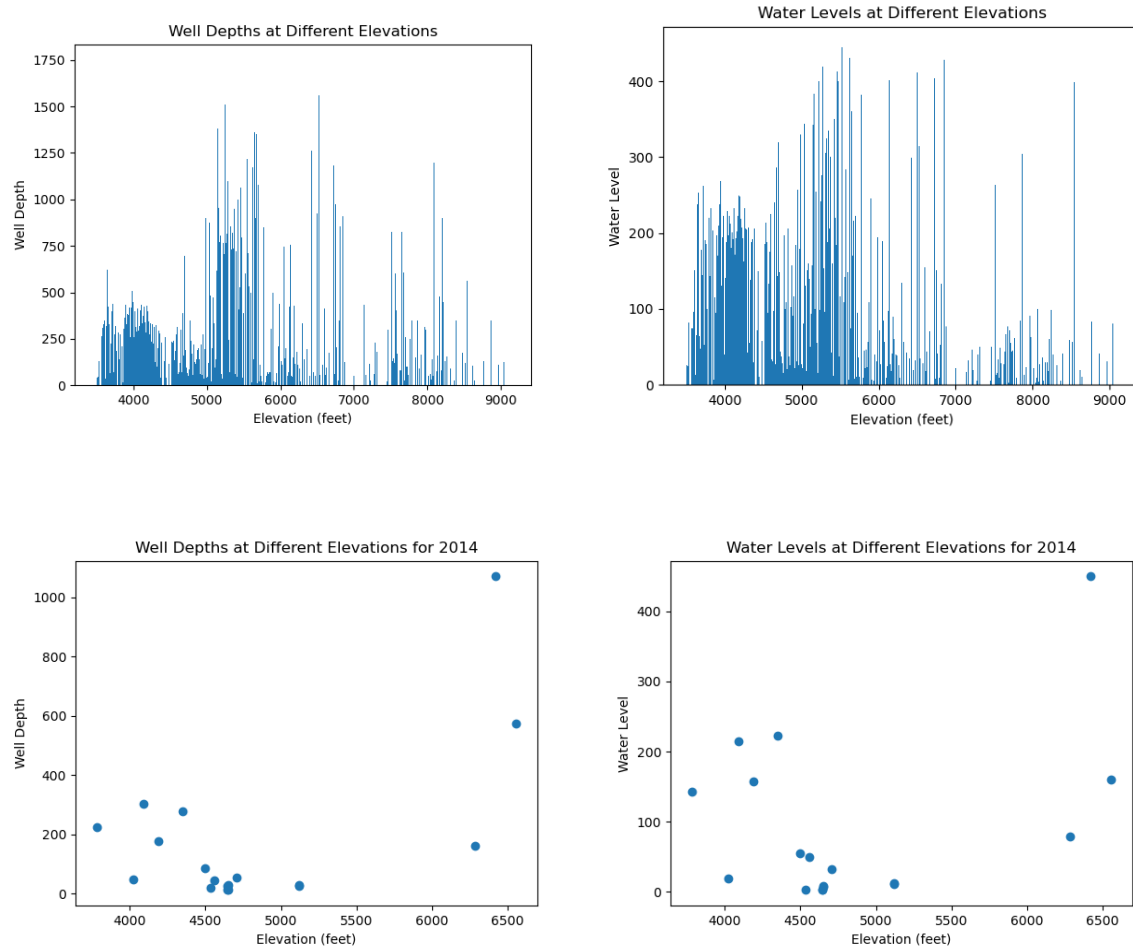 Well Depths at Different Elevations
1750
1500
1250
1000
750
500
250
0
Well Depth
4000 5000 6000 7000 8000 9000
Elevation (feet)
Water Levels at Different Elevations
400
300
200
100
0
Water Level
4000 5000 6000 7000 8000 9000
Elevation (feet)
Well Depths at Different Elevations for 2014
1000
800
600
400
200
0
Well Depth
4000 4500 5000 5500 6000 6500
Elevation (feet)
Water Levels at Different Elevations for 2014
400
300
200
100
0
Water Level
4000 4500 5000 5500 6000 6500
Elevation (feet)